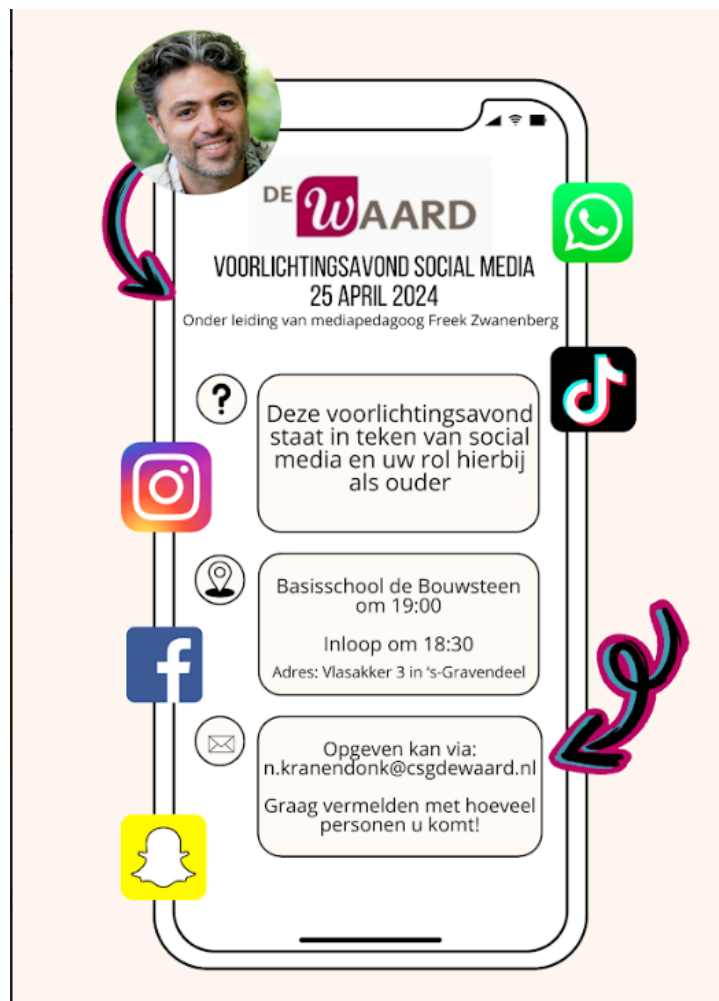 DE WAARD
VOORLICHTINGSAVOND SOCIAL MEDIA
25 APRIL 2024
Onder leiding van mediapedagoog Freek Zwanenberg
?
Deze voorlichtingsavond
staat in teken van social
media en uw rol hierbij
als ouder
Basisschool de Bouwsteen
om 19:00
Inloop om 18:30
Adres: Vlasakker 3 in ‘s-Gravendeel
Opgeven kan via:
n.kranendonk@csgdewaard.nl
Graag vermelden met hoeveel
personen u komt!